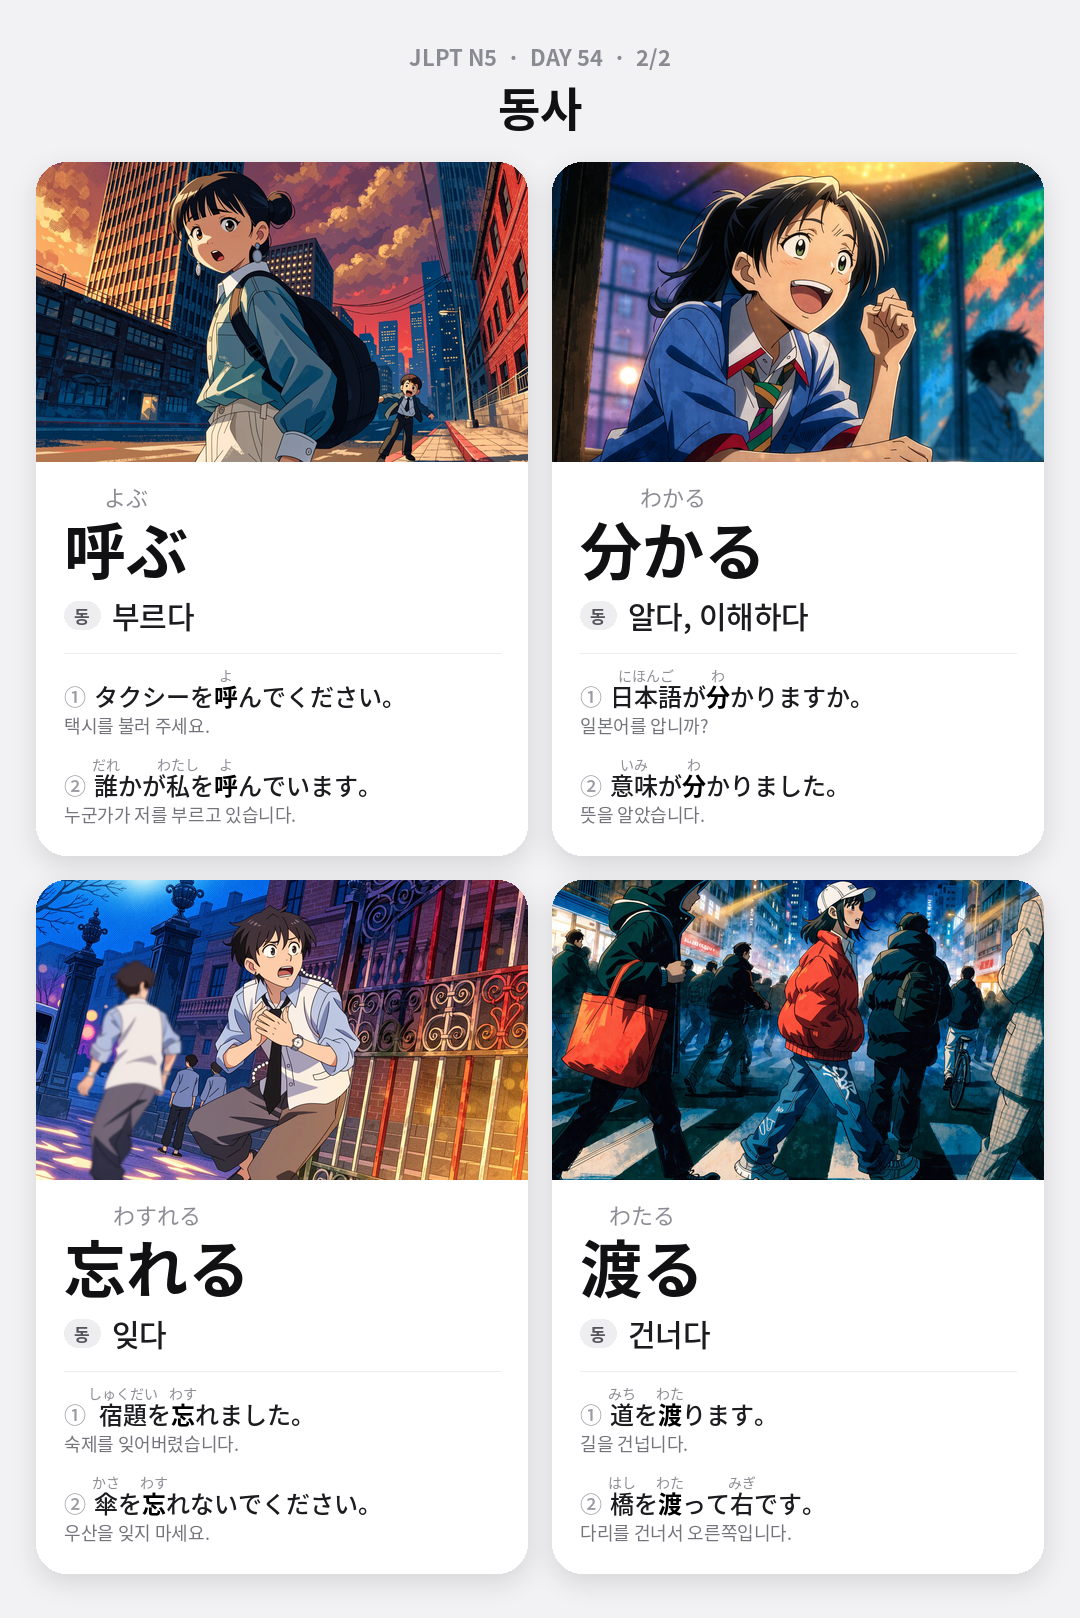 JLPT N5 · DAY 54 · 2/2
동사
よぶ
呼ぶ
동 부르다
よ
① タクシーを呼んでください。
택시를 불러 주세요.
だれ わたし よ
② 誰かが私を呼んでいます。
누군가가 저를 부르고 있습니다.
わかる
分かる
동 알다, 이해하다
にほんご わ
① 日本語が分かりますか。
일본어를 압니까?
いみ わ
② 意味が分かりました。
뜻을 알았습니다.
わすれる
忘れる
동 잊다
しゅくだい わす
① 宿題を忘れました。
숙제를 잊어버렸습니다.
かさ わす
② 傘を忘れないでください。
우산을 잊지 마세요.
わたる
渡る
동 건너다
みち わた
① 道を渡ります。
길을 건넙니다.
はし わた みぎ
② 橋を渡って右です。
다리를 건너서 오른쪽입니다.